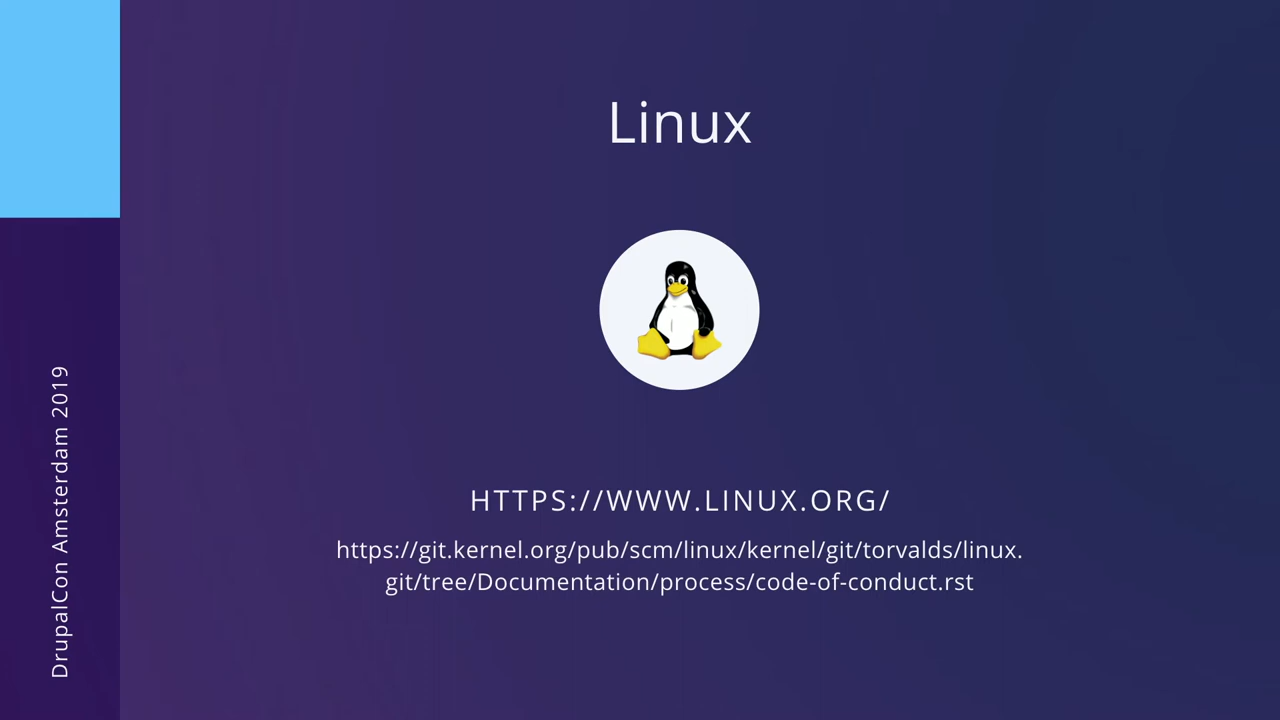 Linux
HTTPS://WWW.LINUX.ORG/
https://git.kernel.org/pub/scm/linux/kernel/git/torvalds/linux.
git/tree/Documentation/process/code-of-conduct.rst
DrupalCon Amsterdam 2019